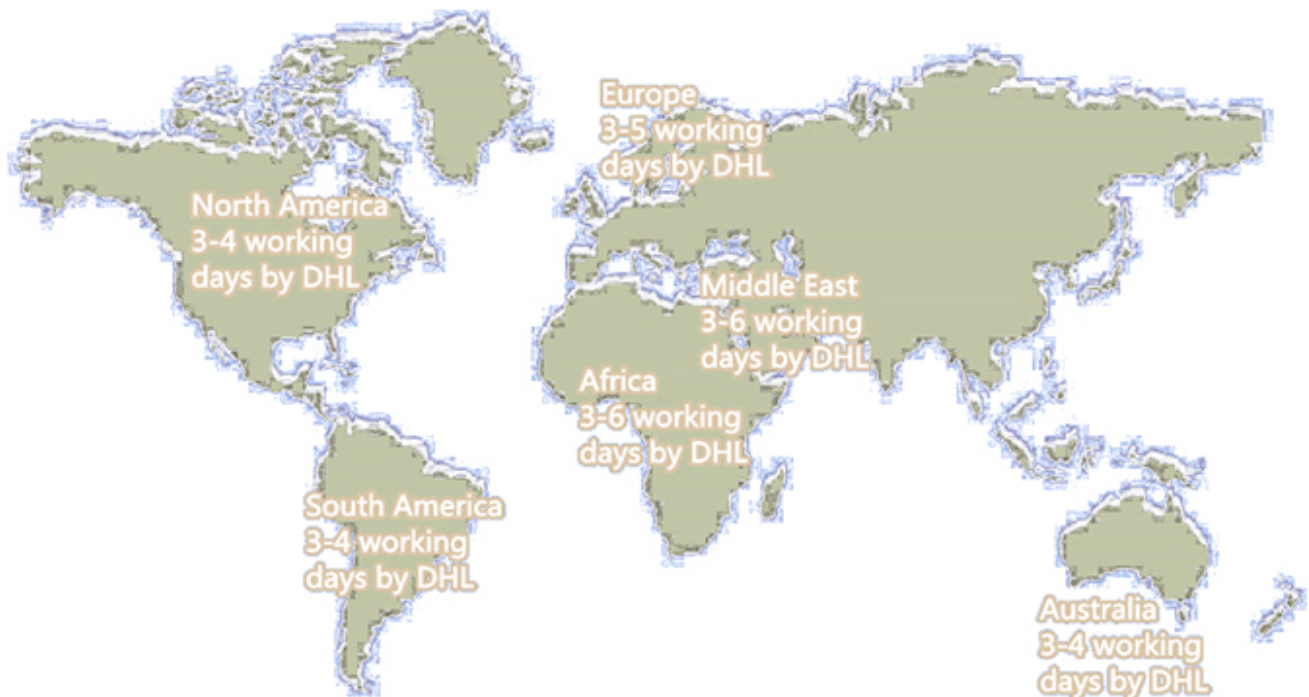 Europe
3-5 working
days by DHL
North America
3-4 working
days by DHL
Middle East
3-6 working
days by DHL
Africa
3-6 working
days by DHL
South America
3-4 working
days by DHL
Australia
3-4 working
days by DHL